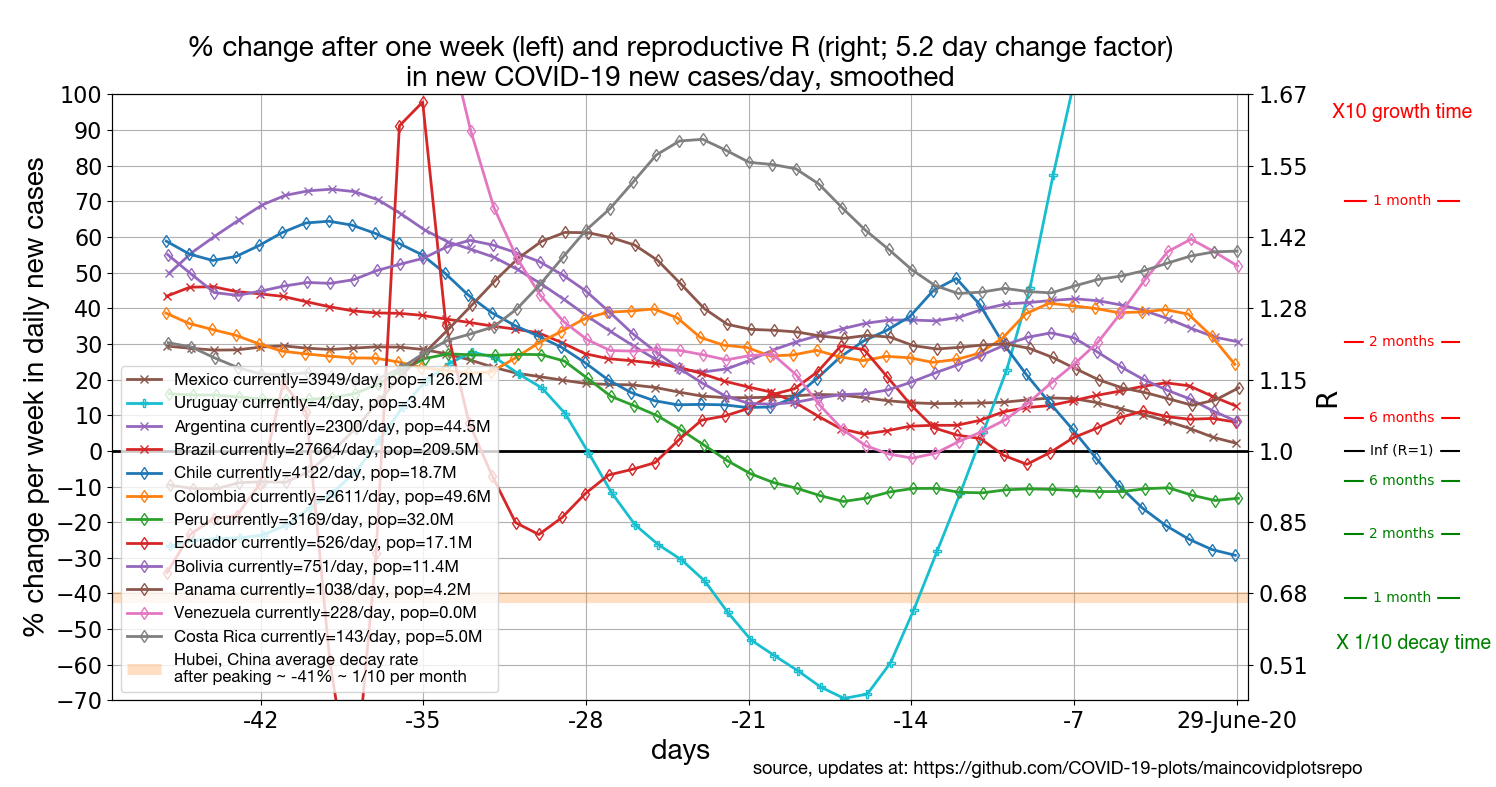 % change after one week (left) and reproductive R (right; 5.2 day change factor)
in new COVID-19 new cases/day, smoothed
% change per week in daily new cases
100
90
80
70
60
50
40
30
20
10
0
−10
−20
−30
−40
−50
−60
−70
Mexico currently=3949/day, pop=126.2M
Uruguay currently=4/day, pop=3.4M
Argentina currently=2300/day, pop=44.5M
Brazil currently=27664/day, pop=209.5M
Chile currently=4122/day, pop=18.7M
Colombia currently=2611/day, pop=49.6M
Peru currently=3169/day, pop=32.0M
Ecuador currently=526/day, pop=17.1M
Bolivia currently=751/day, pop=11.4M
Panama currently=1038/day, pop=4.2M
Venezuela currently=228/day, pop=0.0M
Costa Rica currently=143/day, pop=5.0M
Hubei, China average decay rate
after peaking ~ -41% ~ 1/10 per month
-42
-35
-28
-21
-14
-7
29-June-20
days
1.67
1.55
1.42
1.28
1.15
1.0
0.85
0.68
0.51
R
X10 growth time
1 month
2 months
6 months
Inf (R=1)
6 months
2 months
1 month
X 1/10 decay time
source, updates at: https://github.com/COVID-19-plots/maincovidplotsrepo